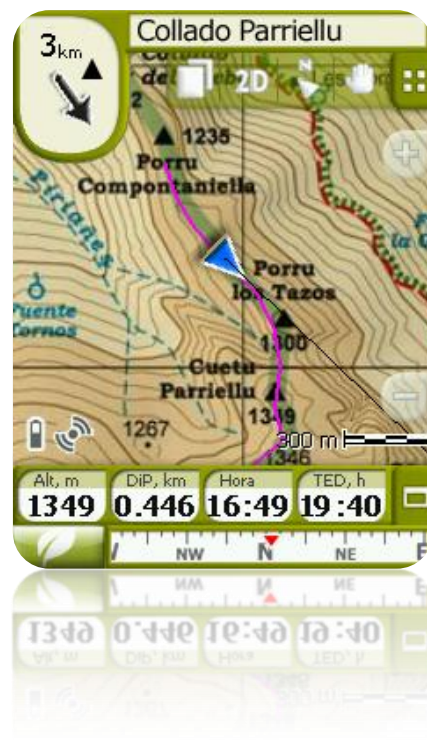 Collado Parriellu
3km
2D
N
1235
Porru
Compontaniella
Piriañes
Porru
los Tazos
1300
Cuetu
Parriellu
1349
1267
1346
300 m
Alt, m
DiP, km
Hora
TED, h
1349
0.446
16:49
19:40
NW
N
NE
E